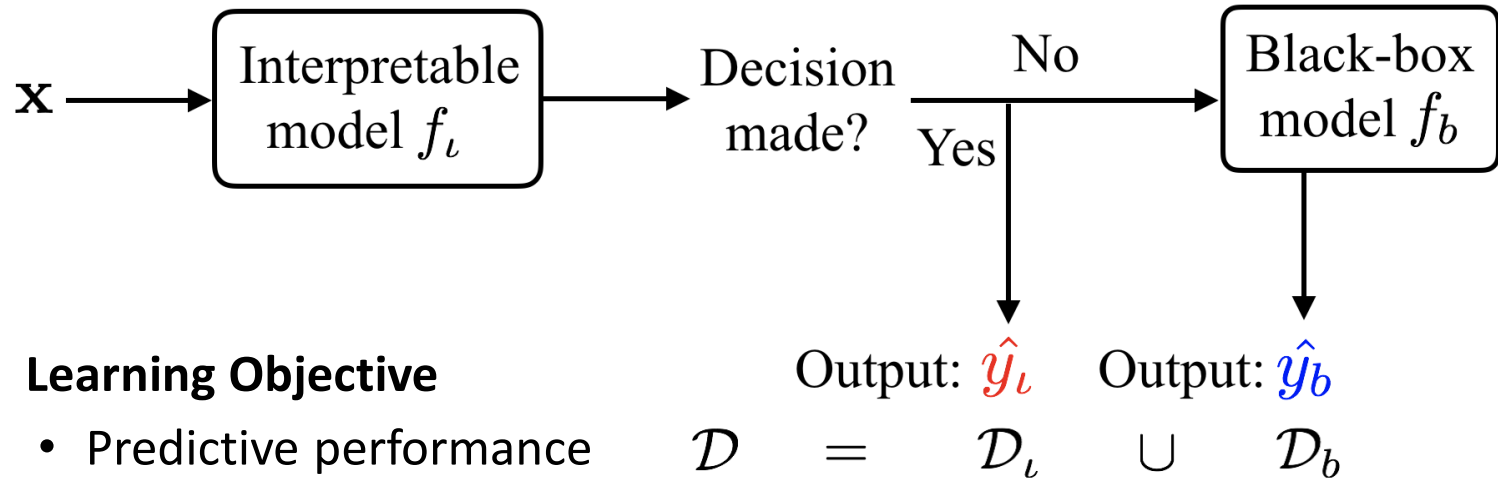 x
Interpretable
model f_ι
Decision
made?
No
Yes
Black-box
model f_b
Output: ŷ_ι
Output: ŷ_b
Learning Objective
• Predictive performance
𝒟 = 𝒟_ι ∪ 𝒟_b